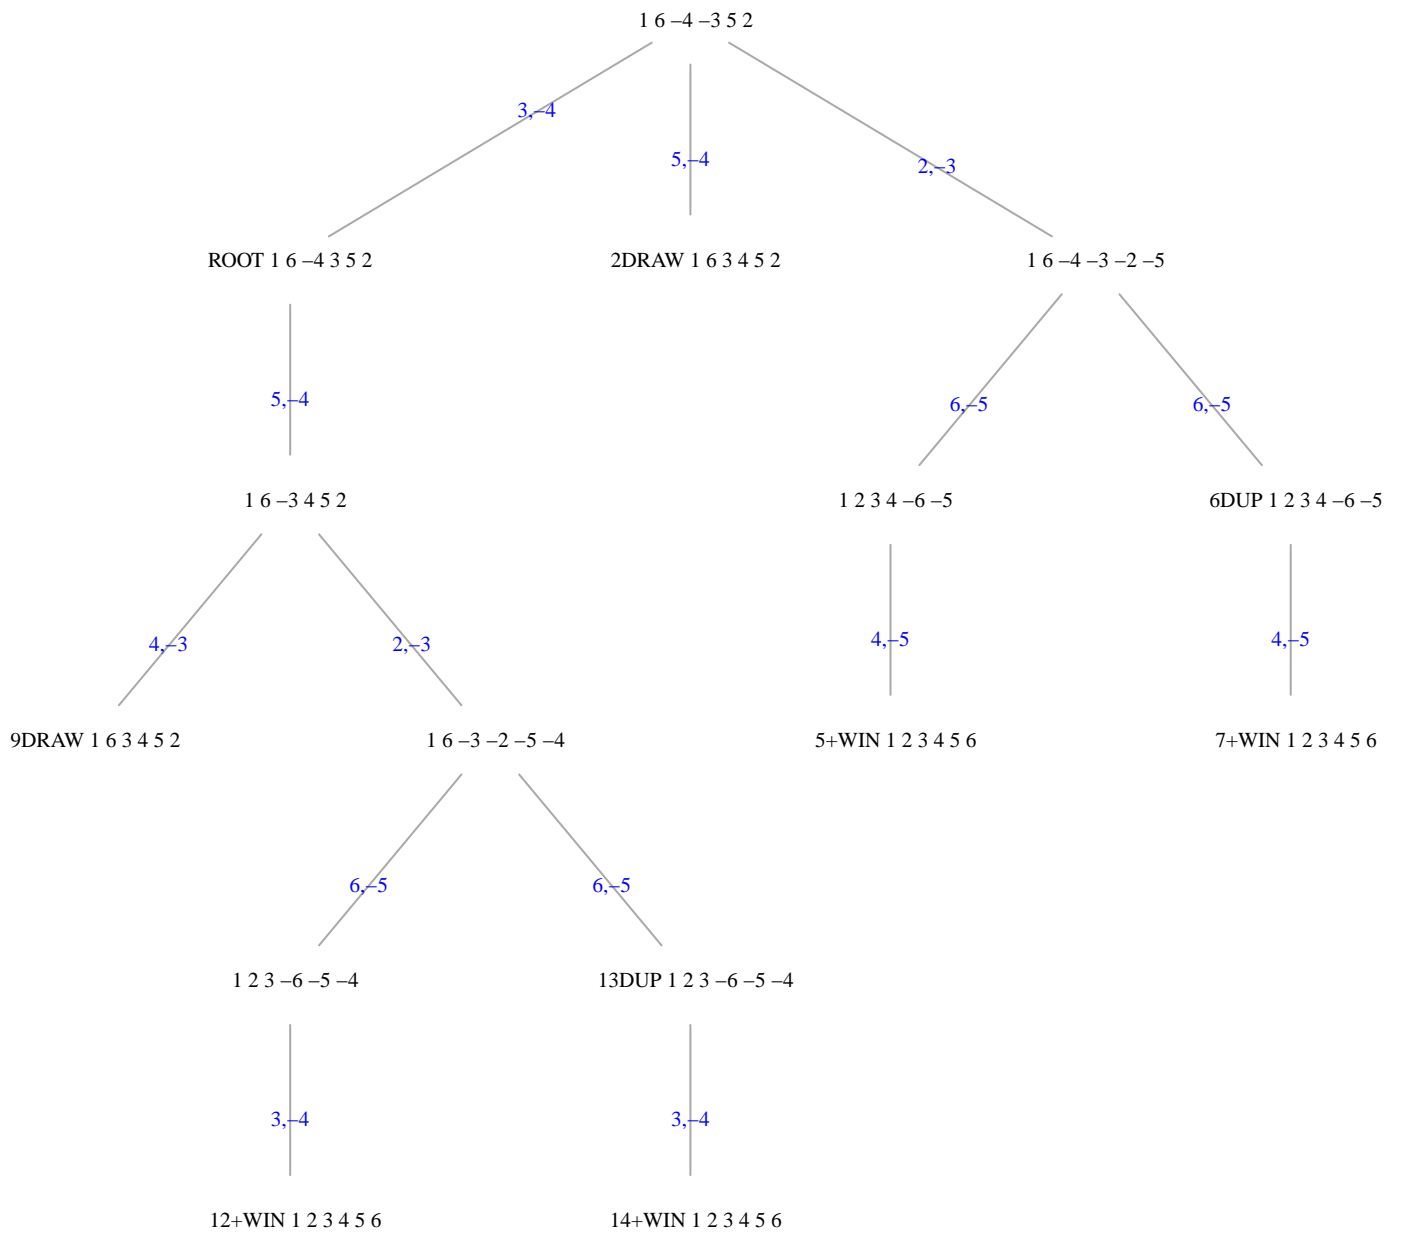 1 6 –4 –3 5 2
3,–4
5,–4
2,–3
ROOT 1 6 –4 3 5 2
2DRAW 1 6 3 4 5 2
1 6 –4 –3 –2 –5
5,–4
6,–5
6,–5
1 6 –3 4 5 2
1 2 3 4 –6 –5
6DUP 1 2 3 4 –6 –5
4,–3
2,–3
4,–5
4,–5
9DRAW 1 6 3 4 5 2
1 6 –3 –2 –5 –4
5+WIN 1 2 3 4 5 6
7+WIN 1 2 3 4 5 6
6,–5
6,–5
1 2 3 –6 –5 –4
13DUP 1 2 3 –6 –5 –4
3,–4
3,–4
12+WIN 1 2 3 4 5 6
14+WIN 1 2 3 4 5 6